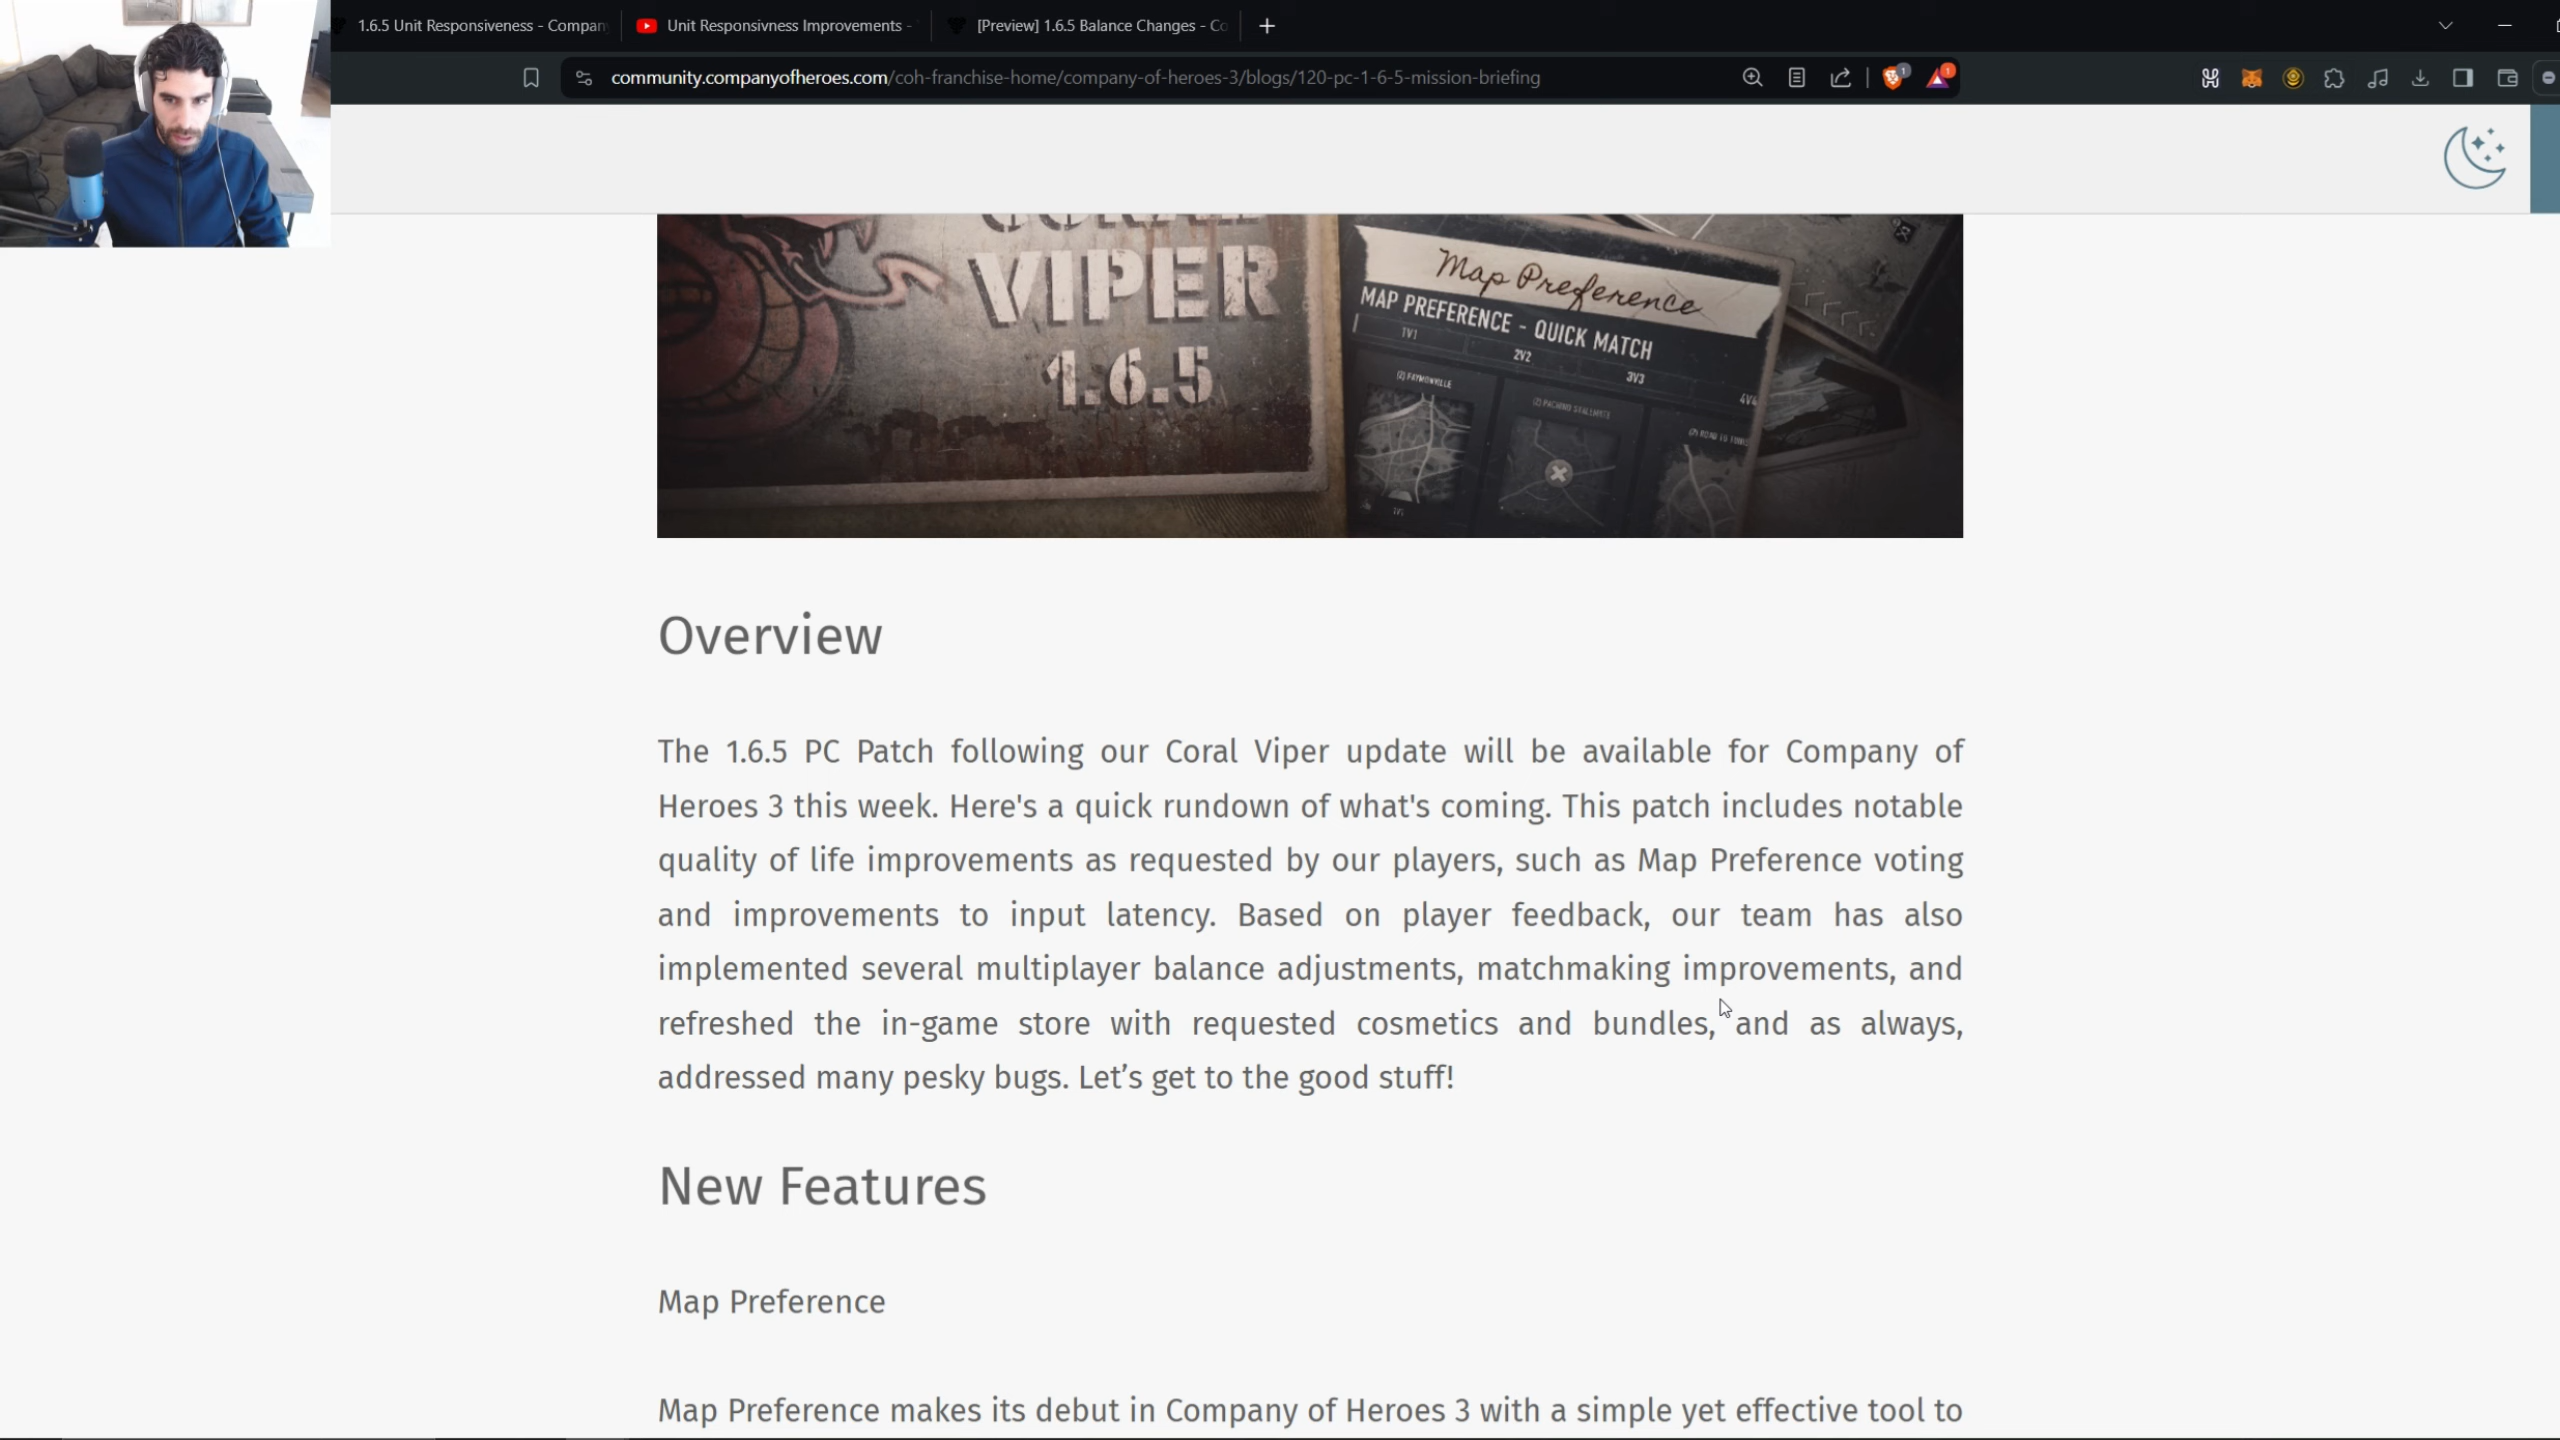 1.6.5 Unit Responsiveness - Compan
Unit Responsivness Improvements -
[Preview] 1.6.5 Balance Changes - Co
community.companyofheroes.com/coh-franchise-home/company-of-heroes-3/blogs/120-pc-1-6-5-mission-briefing
1
1
CORAL
VIPER
1.6.5
Map Preference
MAP PREFERENCE - QUICK MATCH
1V1
2V2
3V3
4V4
(2) FAYMONVILLE
(2) PACHINO STALEMATE
Overview
The 1.6.5 PC Patch following our Coral Viper update will be available for Company of
Heroes 3 this week. Here's a quick rundown of what's coming. This patch includes notable
quality of life improvements as requested by our players, such as Map Preference voting
and improvements to input latency. Based on player feedback, our team has also
implemented several multiplayer balance adjustments, matchmaking improvements, and
refreshed the in-game store with requested cosmetics and bundles, and as always,
addressed many pesky bugs. Let’s get to the good stuff!
New Features
Map Preference
Map Preference makes its debut in Company of Heroes 3 with a simple yet effective tool to